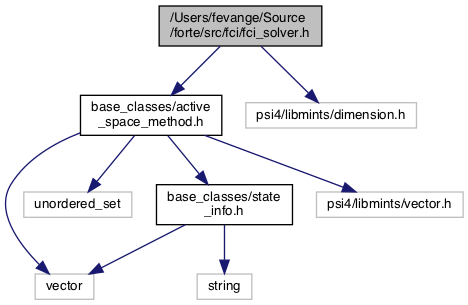 /Users/fevange/Source
/forte/src/fci/fci_solver.h
base_classes/active
_space_method.h
psi4/libmints/dimension.h
unordered_set
base_classes/state
_info.h
psi4/libmints/vector.h
vector
string